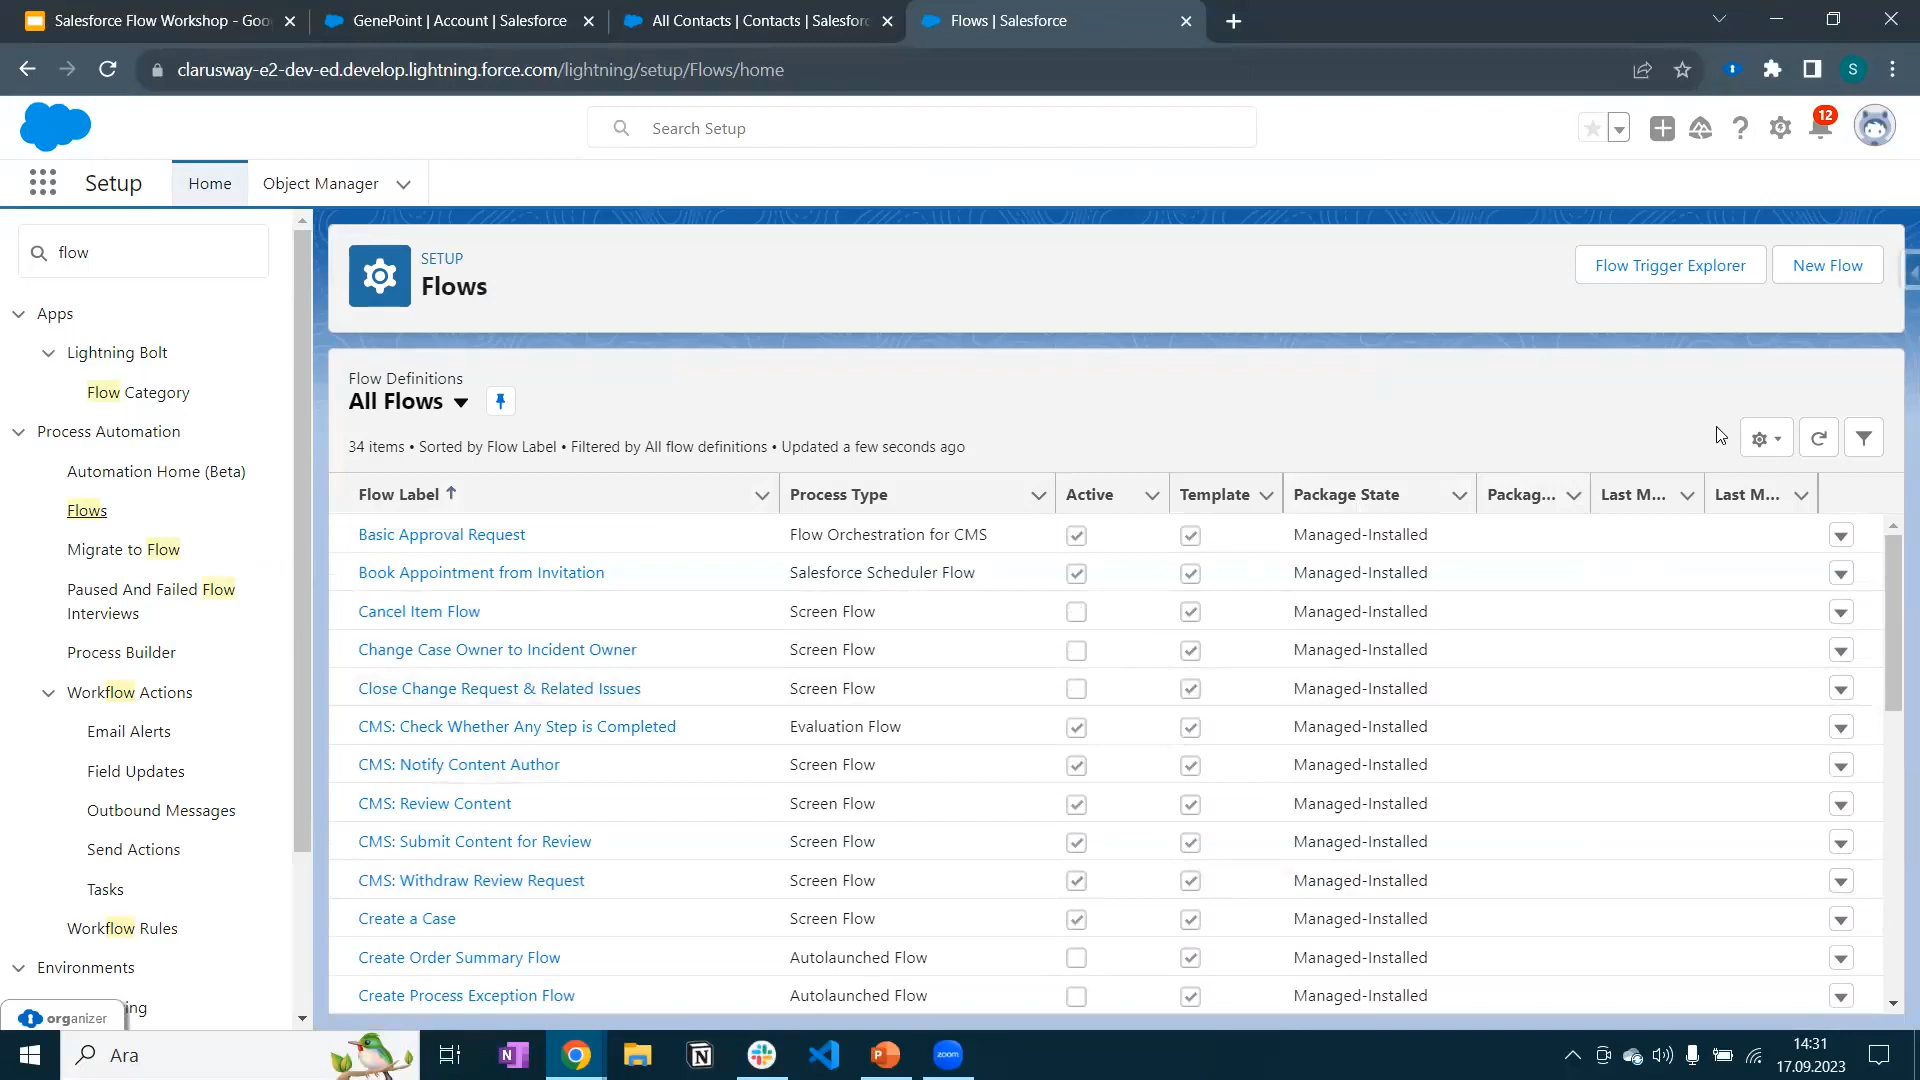 Salesforce Flow Workshop - Goo
GenePoint | Account | Salesforce
All Contacts | Contacts | Salesforc
Flows | Salesforce
clarusway-e2-dev-ed.develop.lightning.force.com/lightning/setup/Flows/home
S
Search Setup
12
Setup
Home
Object Manager
flow
Apps
Lightning Bolt
Flow Category
Process Automation
Automation Home (Beta)
Flows
Migrate to Flow
Paused And Failed Flow
Interviews
Process Builder
Workflow Actions
Email Alerts
Field Updates
Outbound Messages
Send Actions
Tasks
Workflow Rules
Environments
ing
organizer
SETUP
Flows
Flow Trigger Explorer
New Flow
Flow Definitions
All Flows
34 items • Sorted by Flow Label • Filtered by All flow definitions • Updated a few seconds ago
Flow Label Process Type Active Template Package State Packag... Last M... Last M...
Basic Approval Request Flow Orchestration for CMS Managed-Installed
Book Appointment from Invitation Salesforce Scheduler Flow Managed-Installed
Cancel Item Flow Screen Flow Managed-Installed
Change Case Owner to Incident Owner Screen Flow Managed-Installed
Close Change Request & Related Issues Screen Flow Managed-Installed
CMS: Check Whether Any Step is Completed Evaluation Flow Managed-Installed
CMS: Notify Content Author Screen Flow Managed-Installed
CMS: Review Content Screen Flow Managed-Installed
CMS: Submit Content for Review Screen Flow Managed-Installed
CMS: Withdraw Review Request Screen Flow Managed-Installed
Create a Case Screen Flow Managed-Installed
Create Order Summary Flow Autolaunched Flow Managed-Installed
Create Process Exception Flow Autolaunched Flow Managed-Installed
Ara
zoom
14:31
17.09.2023